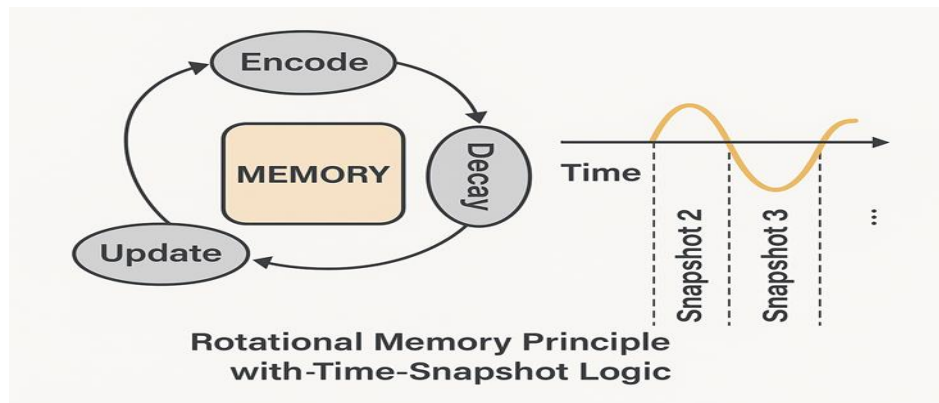 Encode
MEMORY
Decay
Update
Time
Snapshot 2
Snapshot 3
...
Rotational Memory Principle
with-Time-Snapshot Logic